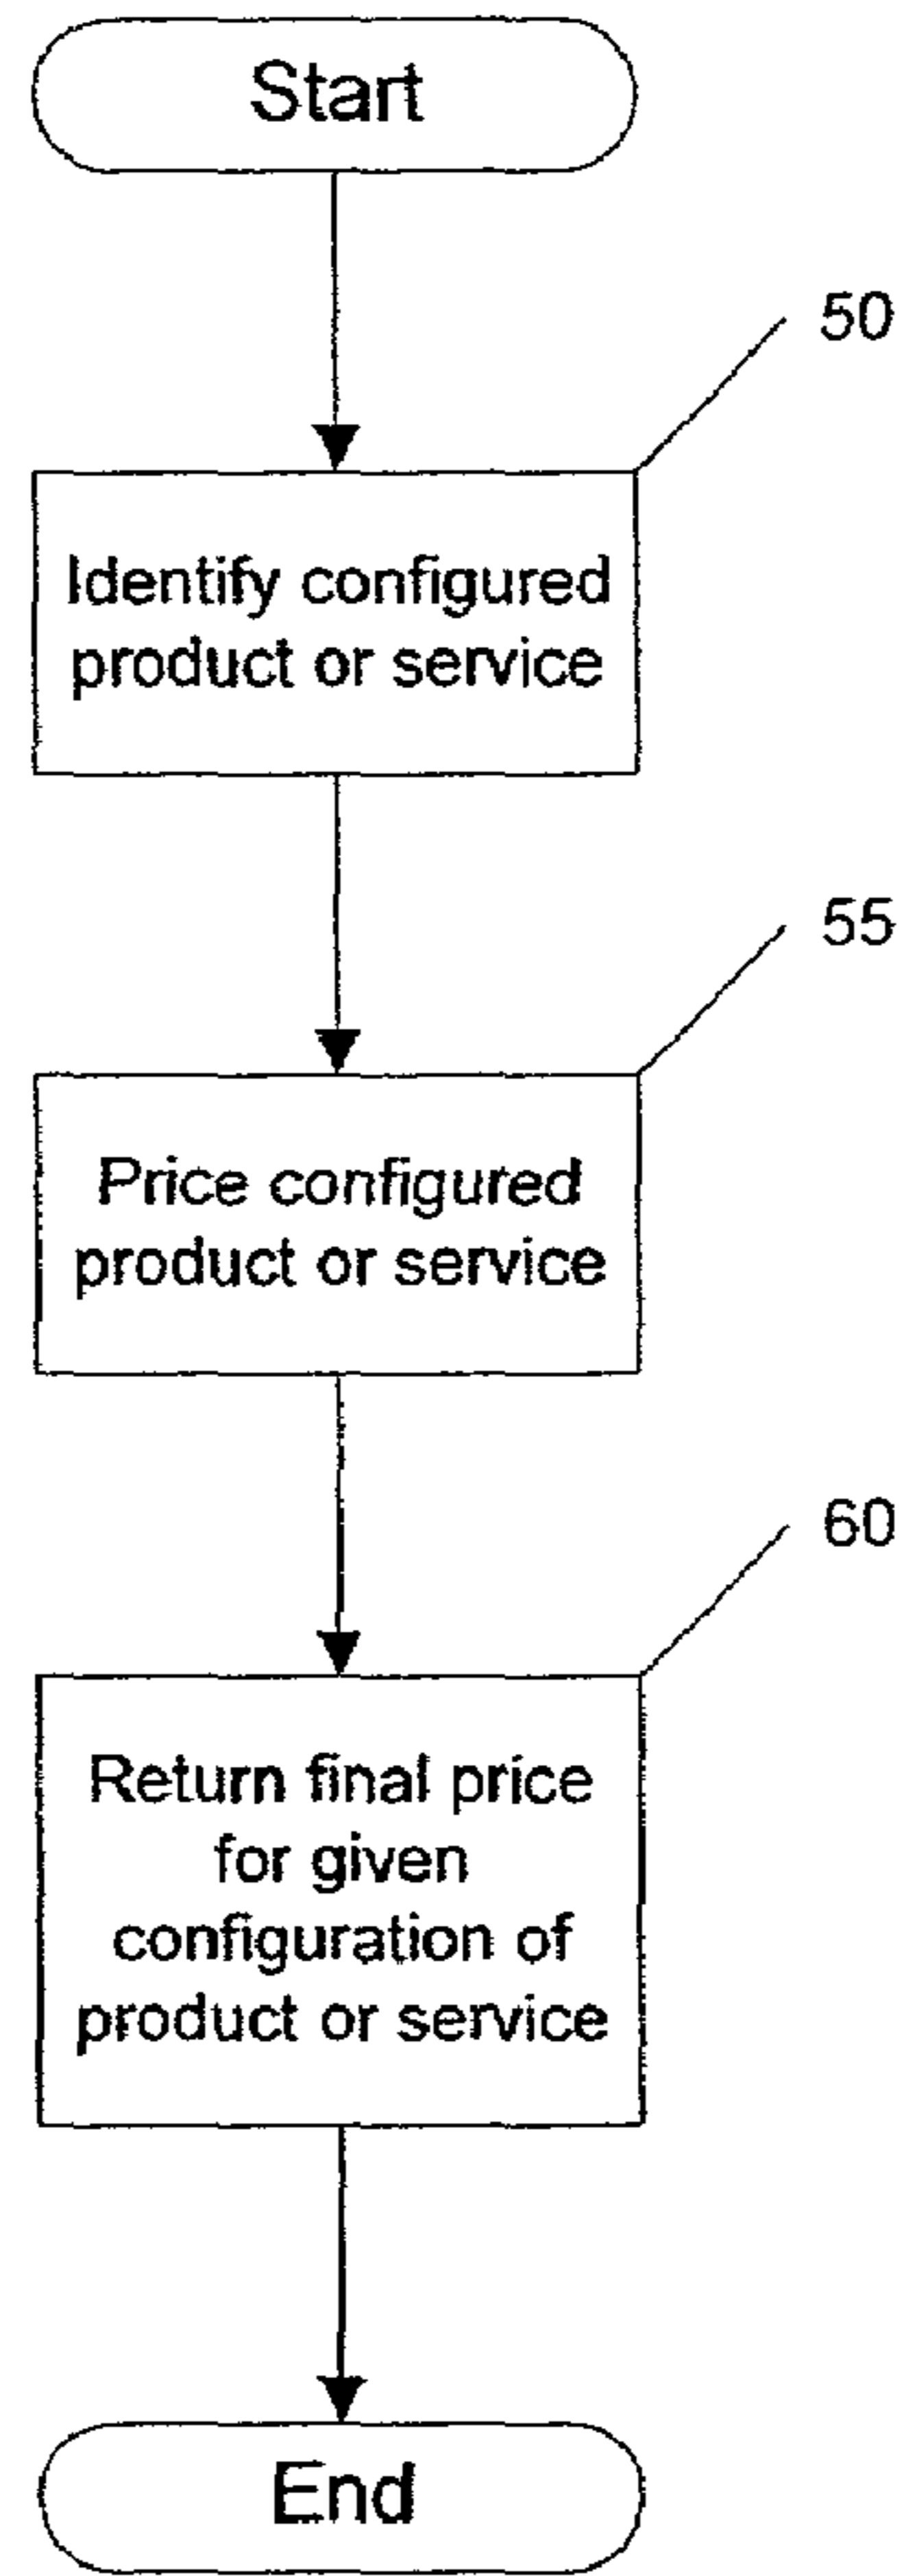 Start
50
Identify configured
product or service
55
Price configured
product or service
60
Return final price
for given
configuration of
product or service
End